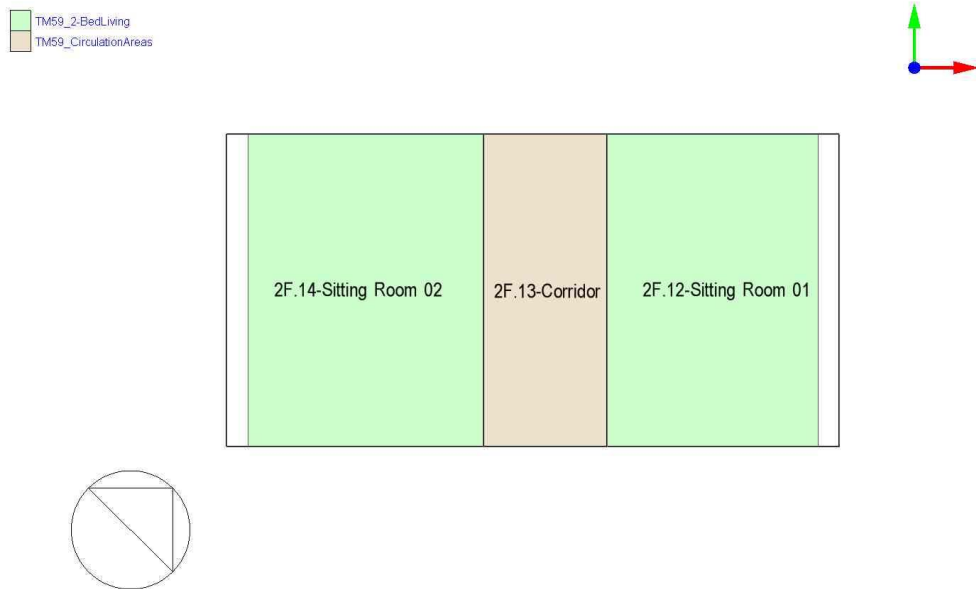 TM59_2-BedLiving
TM59_CirculationAreas
2F.14-Sitting Room 02
2F.13-Corridor
2F.12-Sitting Room 01